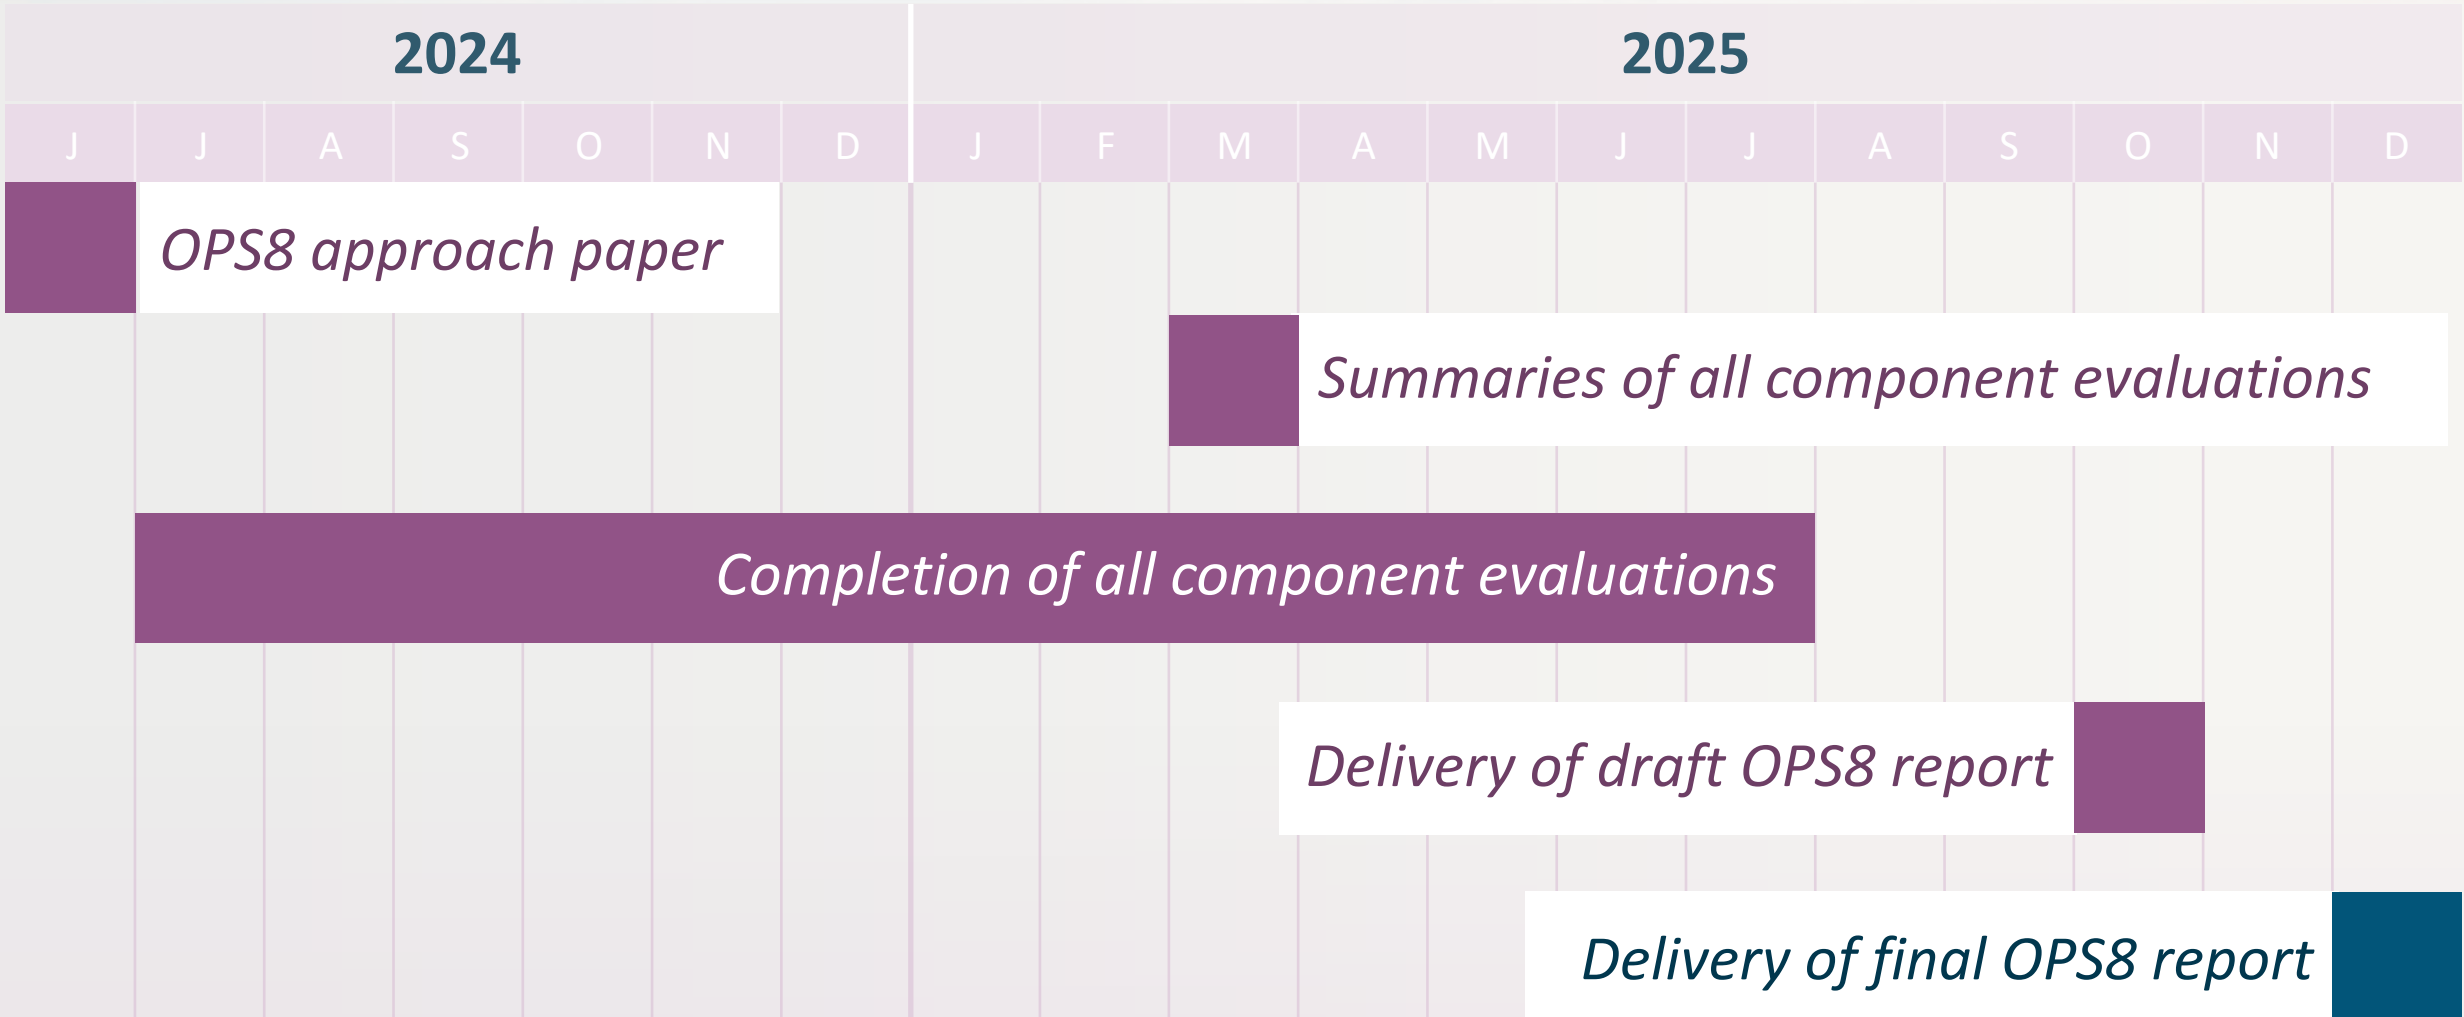 2024 2025
J J A S O N D J F M A M J J A S O N D
OPS8 approach paper
Summaries of all component evaluations
Completion of all component evaluations
Delivery of draft OPS8 report
Delivery of final OPS8 report